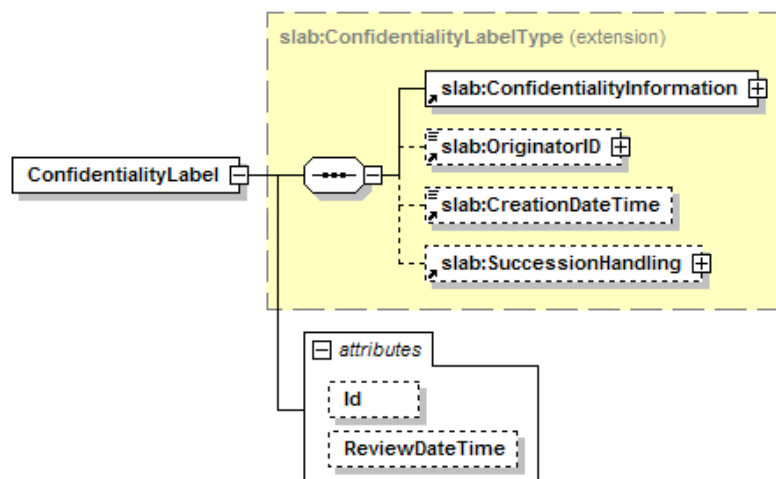 slab:ConfidentialityLabelType (extension)
slab:ConfidentialityInformation
slab:OriginatorID
ConfidentialityLabel
slab:CreationDateTime
slab:SuccessionHandling
attributes
Id
ReviewDateTime